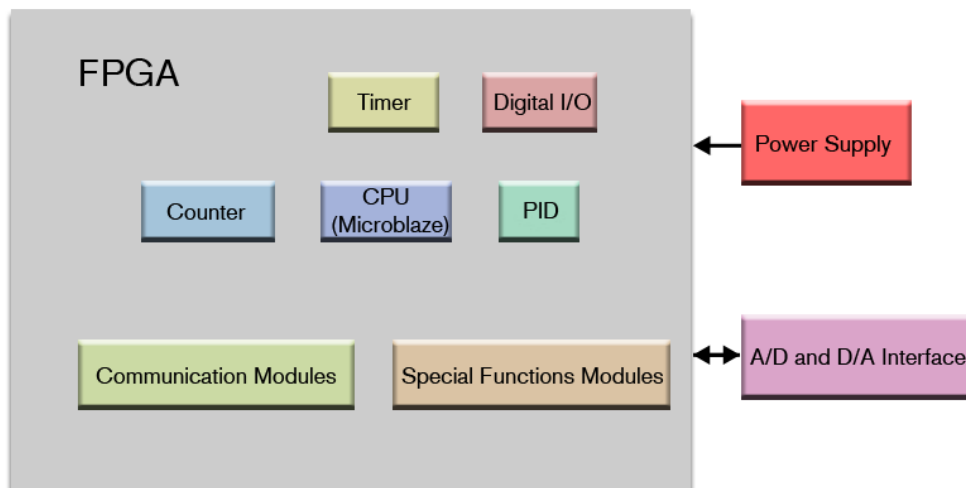 FPGA
Timer
Digital I/O
Power Supply
Counter
CPU
(Microblaze)
PID
Communication Modules
Special Functions Modules
A/D and D/A Interface